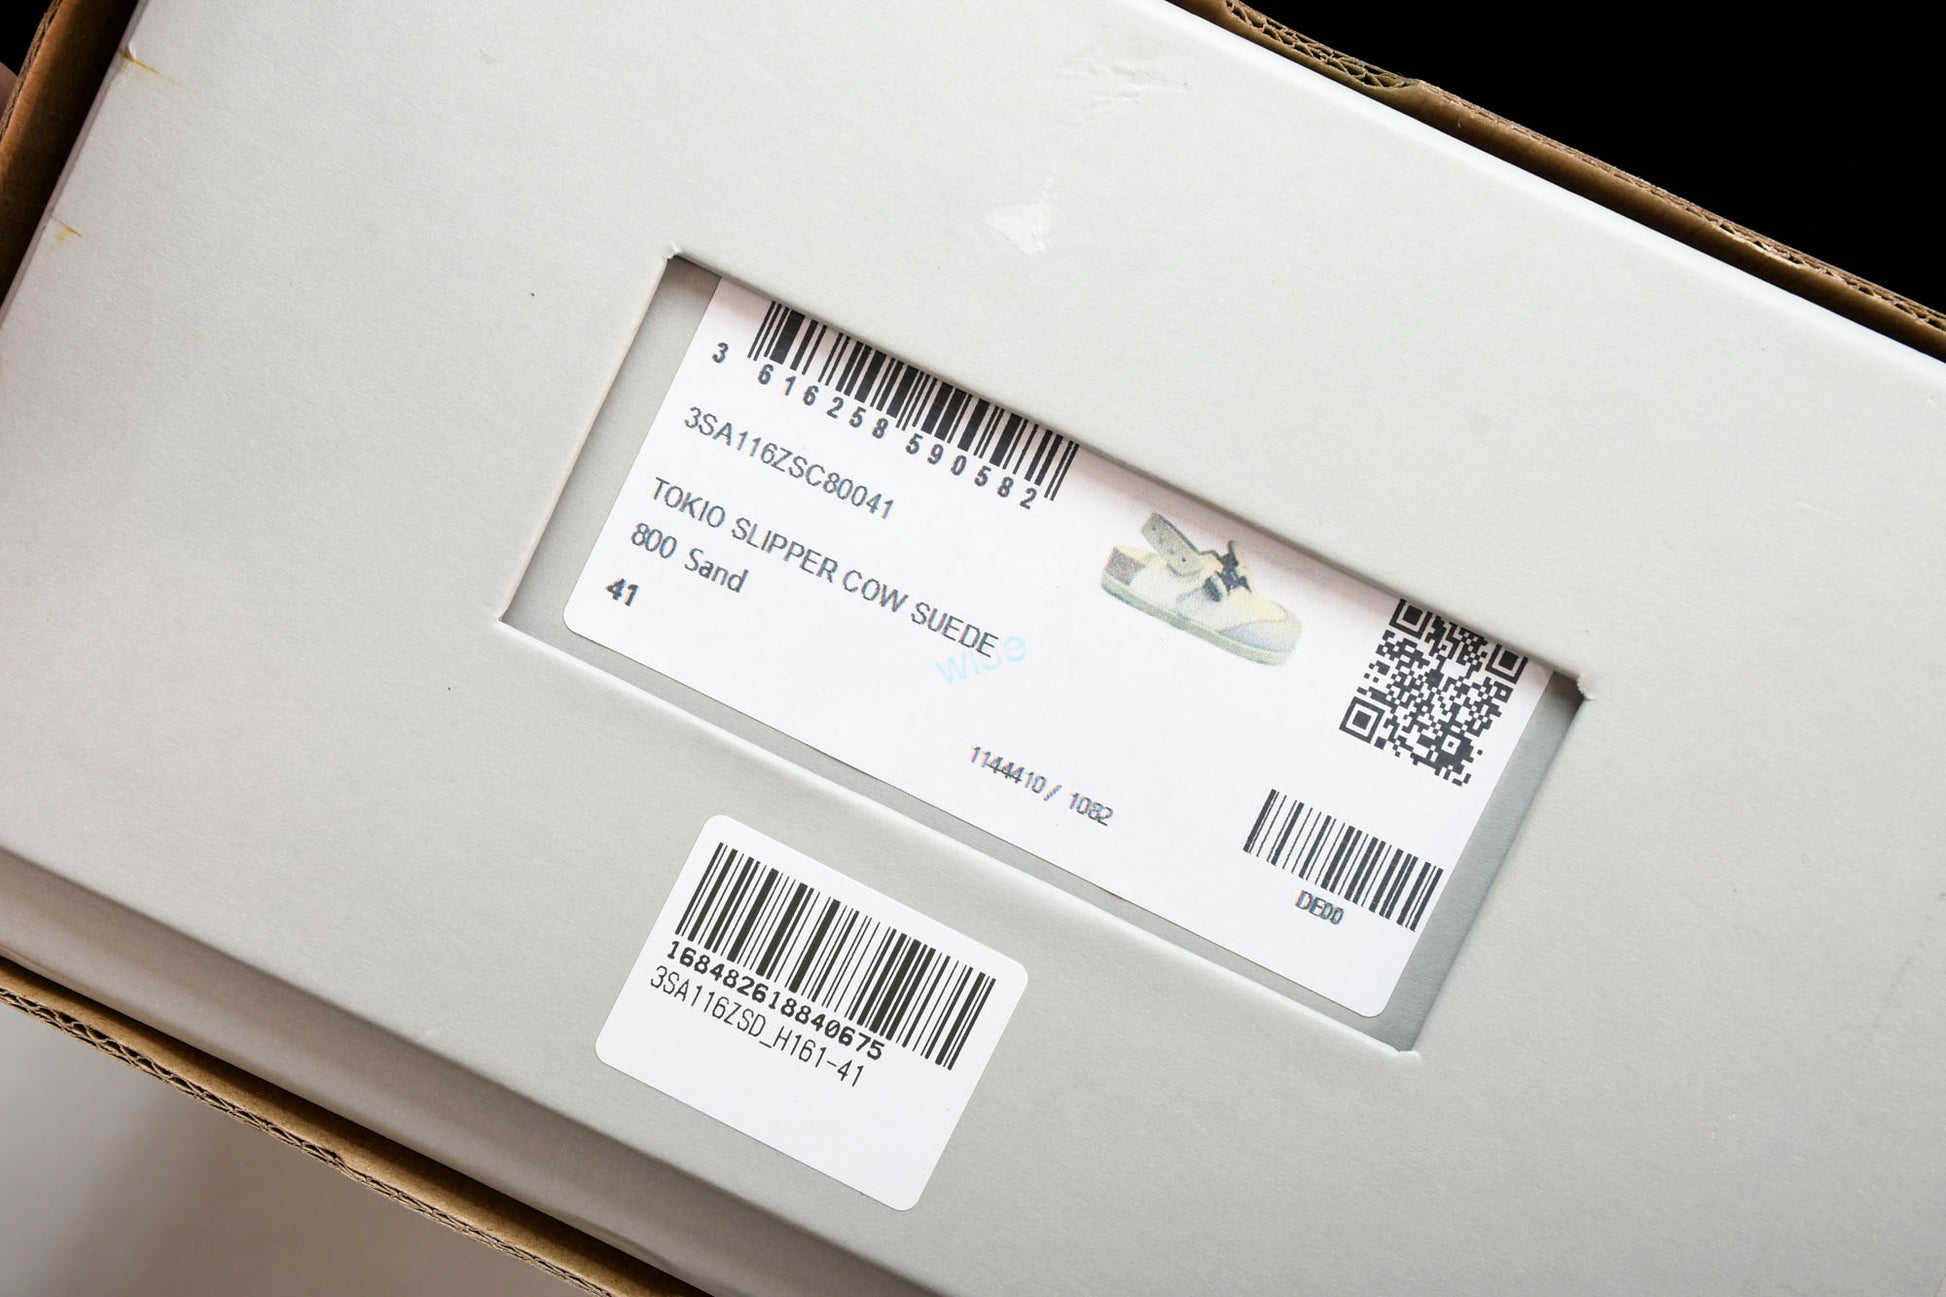 3 616258 590582
3SA116ZSC80041
TOKIO SLIPPER COW SUEDE
800 Sand
41
wide
1144410 / 1082
DE00
1684826188406​75
3SA116ZSD_H161-41